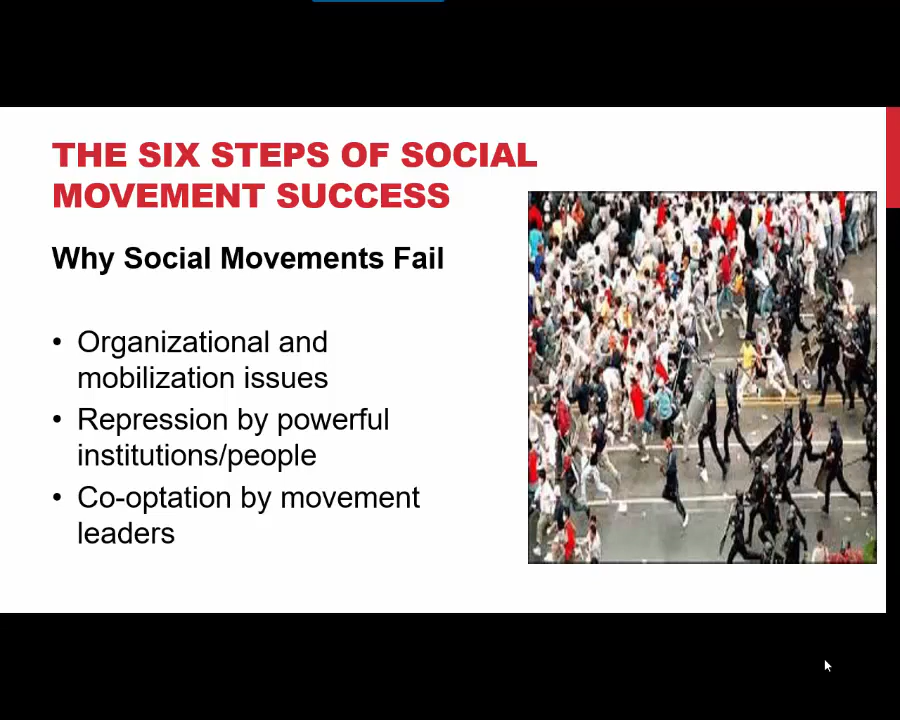 THE SIX STEPS OF SOCIAL
MOVEMENT SUCCESS
Why Social Movements Fail
• Organizational and
mobilization issues
• Repression by powerful
institutions/people
• Co-optation by movement
leaders